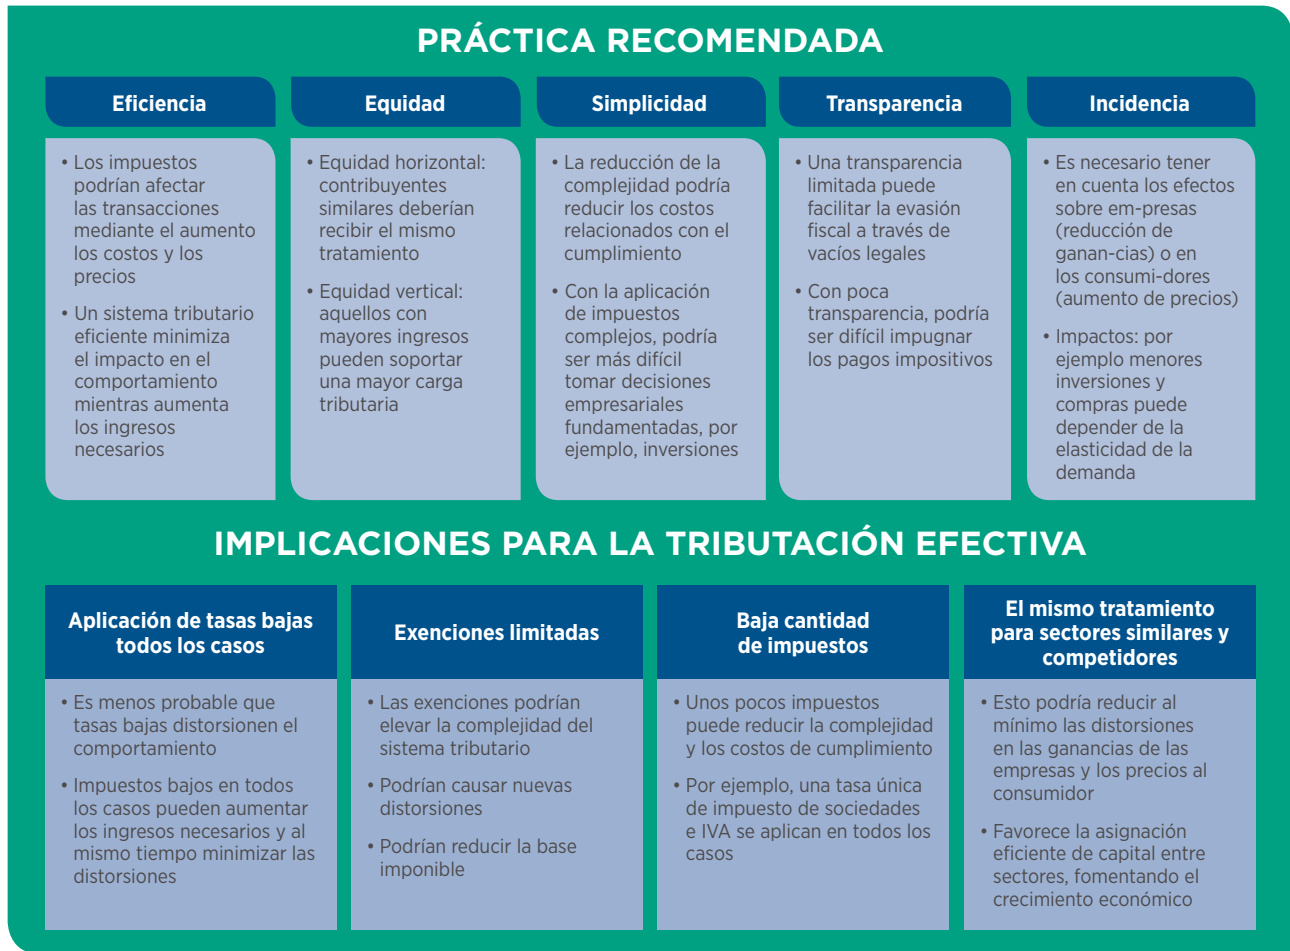 PRÁCTICA RECOMENDADA
Eficiencia
• Los impuestos
podrían afectar
las transacciones
mediante el aumento
los costos y los
precios
• Un sistema tributario
eficiente minimiza
el impacto en el
comportamiento
mientras aumenta
los ingresos
necesarios
Equidad
• Equidad horizontal:
contribuyentes
similares deberían
recibir el mismo
tratamiento
• Equidad vertical:
aquellos con
mayores ingresos
pueden soportar
una mayor carga
tributaria
Simplicidad
• La reducción de la
complejidad podría
reducir los costos
relacionados con el
cumplimiento
• Con la aplicación
de impuestos
complejos, podría
ser más difícil
tomar decisiones
empresariales
fundamentadas, por
ejemplo, inversiones
Transparencia
• Una transparencia
limitada puede
facilitar la evasión
fiscal a través de
vacíos legales
• Con poca
transparencia, podría
ser difícil impugnar
los pagos impositivos
Incidencia
• Es necesario tener
en cuenta los efectos
sobre em-presas
(reducción de
ganan-cias) o en
los consumi-dores
(aumento de precios)
• Impactos: por
ejemplo menores
inversiones y
compras puede
depender de la
elasticidad de la
demanda
IMPLICACIONES PARA LA TRIBUTACIÓN EFECTIVA
Aplicación de tasas bajas
todos los casos
• Es menos probable que
tasas bajas distorsionen el
comportamiento
• Impuestos bajos en todos
los casos pueden aumentar
los ingresos necesarios y al
mismo tiempo minimizar las
distorsiones
Exenciones limitadas
• Las exenciones podrían
elevar la complejidad del
sistema tributario
• Podrían causar nuevas
distorsiones
• Podrían reducir la base
imponible
Baja cantidad
de impuestos
• Unos pocos impuestos
puede reducir la complejidad
y los costos de cumplimiento
• Por ejemplo, una tasa única
de impuesto de sociedades
e IVA se aplican en todos los
casos
El mismo tratamiento
para sectores similares y
competidores
• Esto podría reducir al
mínimo las distorsiones
en las ganancias de las
empresas y los precios al
consumidor
• Favorece la asignación
eficiente de capital entre
sectores, fomentando el
crecimiento económico